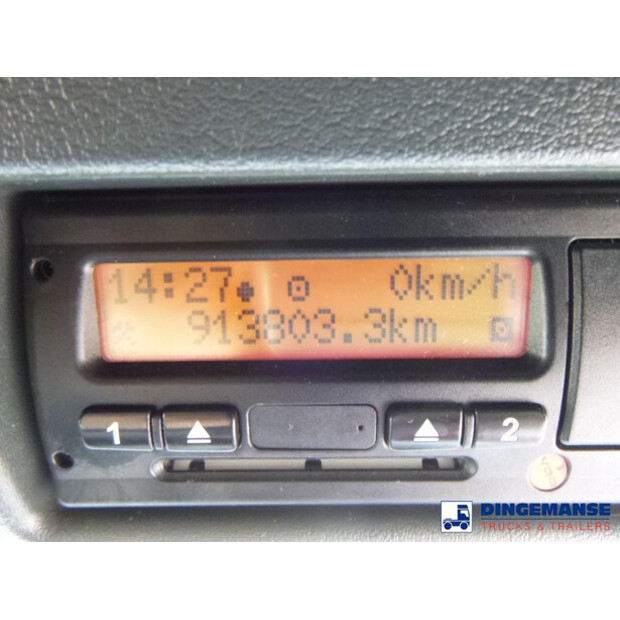 14:27 0km/h
913803.3km
1 2
DINGEMANSE
TRUCKS & TRAILERS